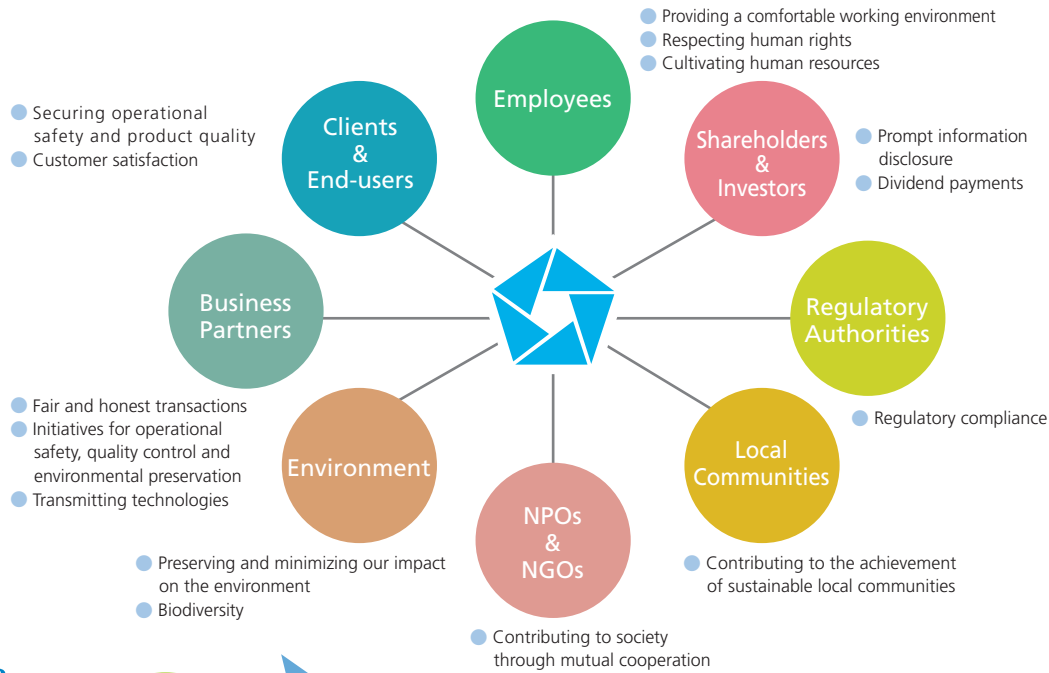 Employees
Providing a comfortable working environment
Respecting human rights
Cultivating human resources
Shareholders
&
Investors
Prompt information
disclosure
Dividend payments
Regulatory
Authorities
Regulatory compliance
Local
Communities
Contributing to the achievement
of sustainable local communities
NPOs
&
NGOs
Contributing to society
through mutual cooperation
Environment
Preserving and minimizing our impact
on the environment
Biodiversity
Business
Partners
Fair and honest transactions
Initiatives for operational
safety, quality control and
environmental preservation
Transmitting technologies
Clients
&
End-users
Securing operational
safety and product quality
Customer satisfaction